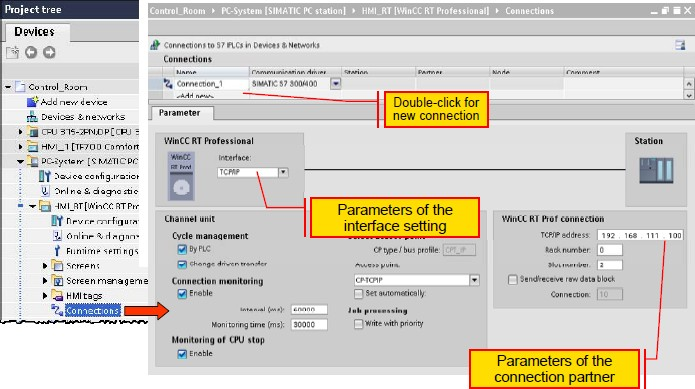 Project tree
Devices
Control_Room
Add new device
Devices & networks
CPU 315-2PN.DP [CPU 3
HMI_1 [TP700 Comfort
PC-System [SIMATIC PC
Device configuration
Online & diagnostic
HMI_RT [WinCC RT Pro
Device configura
Online & diagnos
Runtime settings
Screens
Screen management
HMI tags
Connections
Control_Room ▸ PC-System [SIMATIC PC station] ▸ HMI_RT [WinCC RT Professional] ▸ Connections
Connections to S7 PLCs in Devices & Networks
Connections
Name Communication driver Station Partner Node Comment
Connection_1 SIMATIC S7 300/400
<Add new>
Double-click for
new connection
Parameter
WinCC RT Professional
Station
WinCC
RT Prof
Interface:
TCP/IP
Parameters of the
interface setting
Channel unit
Cycle management
By PLC
CP type / bus profile: CPT_IP
Change driven transfer
Access point:
Connection monitoring
CP-TCPIP
Enable
Set automatically:
Interval (ms): 60000
Job processing
Monitoring time (ms): 30000
Write with priority
Monitoring of CPU stop
Enable
WinCC RT Prof connection
TCP/IP address: 192 . 168 . 111 . 100
Rack number: 0
Slot number: 2
Send/receive raw data block
Connection: 10
Parameters of the
connection partner